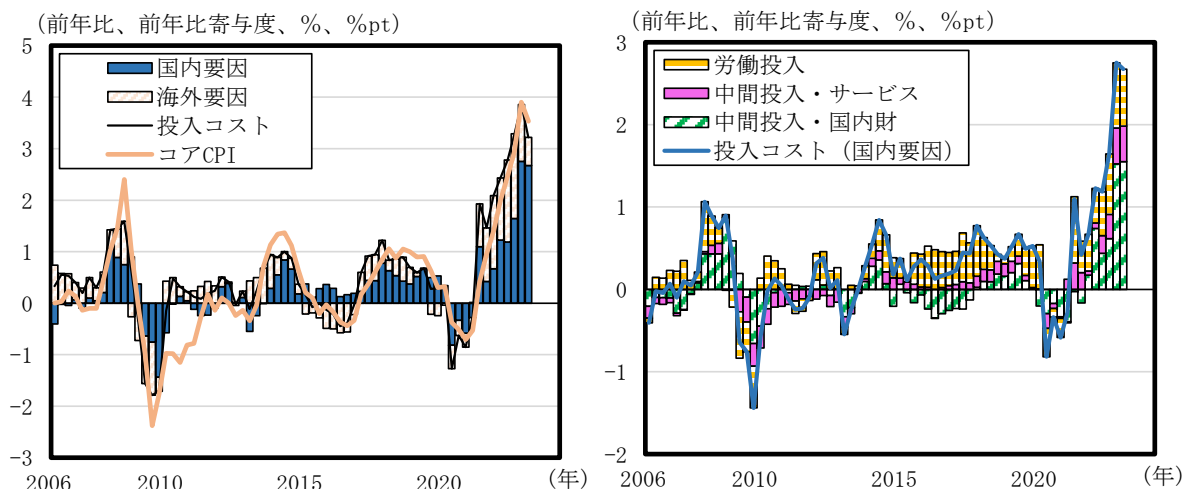 (前年比、前年比寄与度、%、%pt)
5
4
3
2
1
0
-1
-2
-3
国内要因
海外要因
投入コスト
コアCPI
2006
2010
2015
2020
(年)
(前年比、前年比寄与度、%、%pt)
3
2
1
0
-1
-2
労働投入
中間投入・サービス
中間投入・国内財
投入コスト(国内要因)
2006
2010
2015
2020
(年)